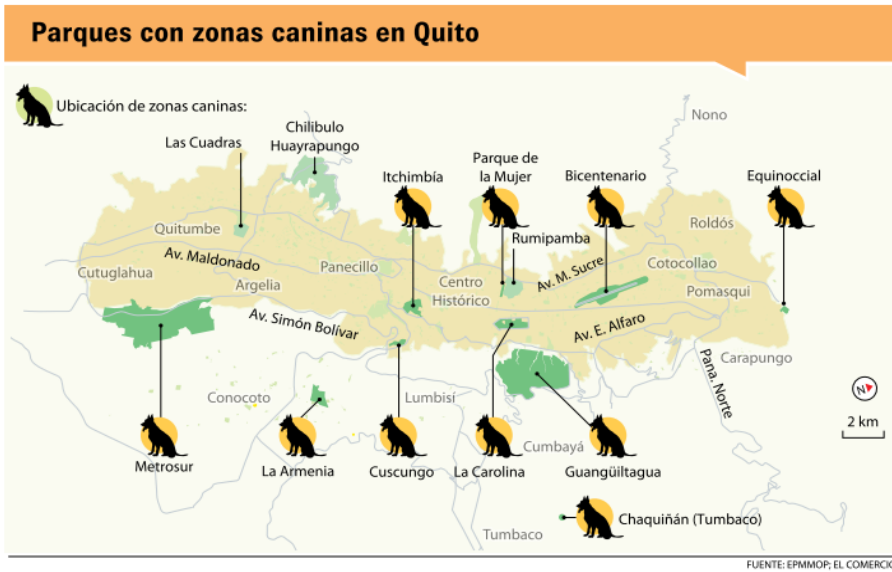 Parques con zonas caninas en Quito
Ubicación de zonas caninas:
Nono
Las Cuadras
Chilibulo
Huayrapungo
Itchimbía
Parque de
la Mujer
Bicentenario
Equinoccial
Roldós
Quitumbe
Rumipamba
Av. Maldonado
Panecillo
Av. M. Sucre
Cotocollao
Cutuglahua
Argelia
Centro
Histórico
Pomasqui
Av. Simón Bolívar
Av. E. Alfaro
Carapungo
Pana. Norte
Conocoto
Lumbisí
N
2 km
Cumbayá
Metrosur
La Armenia
Cuscungo
La Carolina
Guangüiltagua
Chaquiñán (Tumbaco)
Tumbaco
FUENTE: EPMMOP; EL COMERCIO